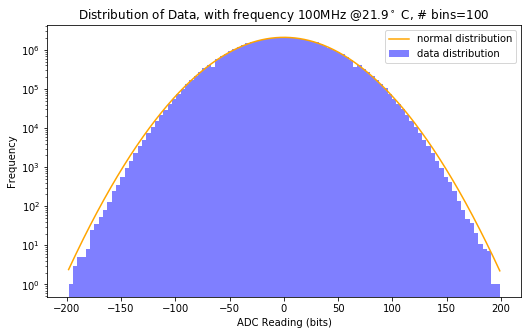 Distribution of Data, with frequency 100MHz @21.9° C, # bins=100
normal distribution
data distribution
Frequency
10⁶
10⁵
10⁴
10³
10²
10¹
10⁰
−200 −150 −100 −50 0 50 100 150 200
ADC Reading (bits)